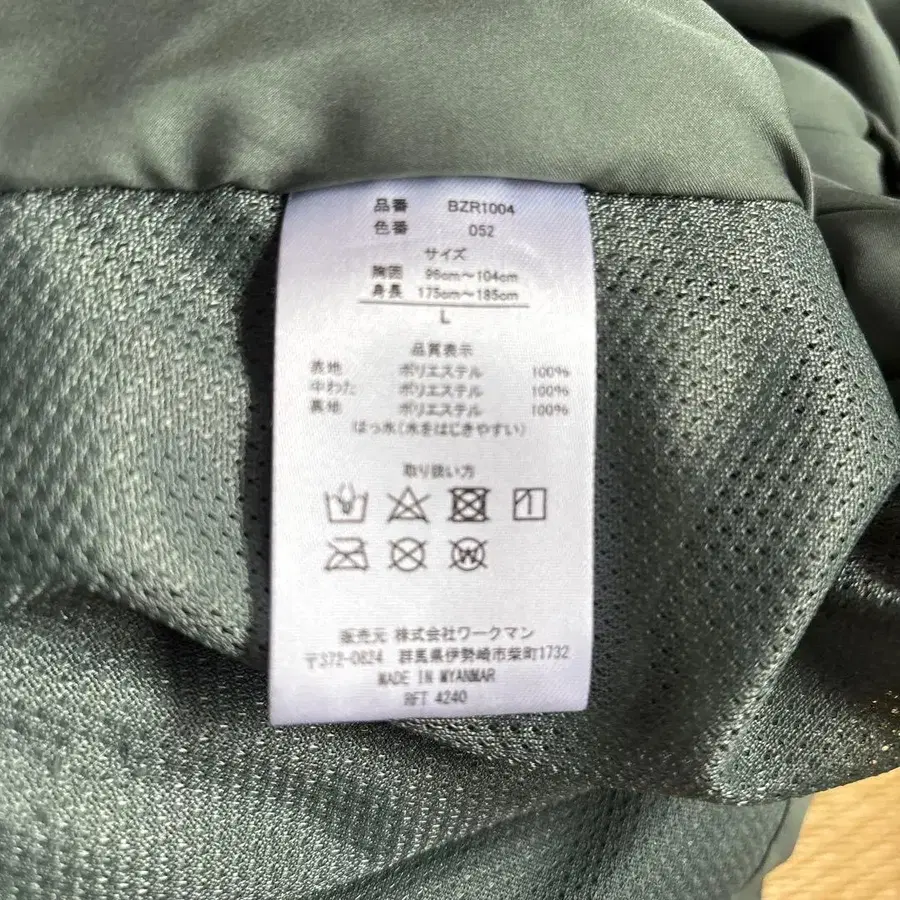 品番 BZR1004
色番 052
サイズ
胸囲 96cm～104cm
身長 175cm～185cm
L
品質表示
表地 ポリエステル 100%
中わた ポリエステル 100%
裏地 ポリエステル 100%
はっ水(水をはじきやすい)
取り扱い方
W
販売元 株式会社ワークマン
〒372-0824 群馬県伊勢崎市柴町1732
MADE IN MYANMAR
RFT 4240